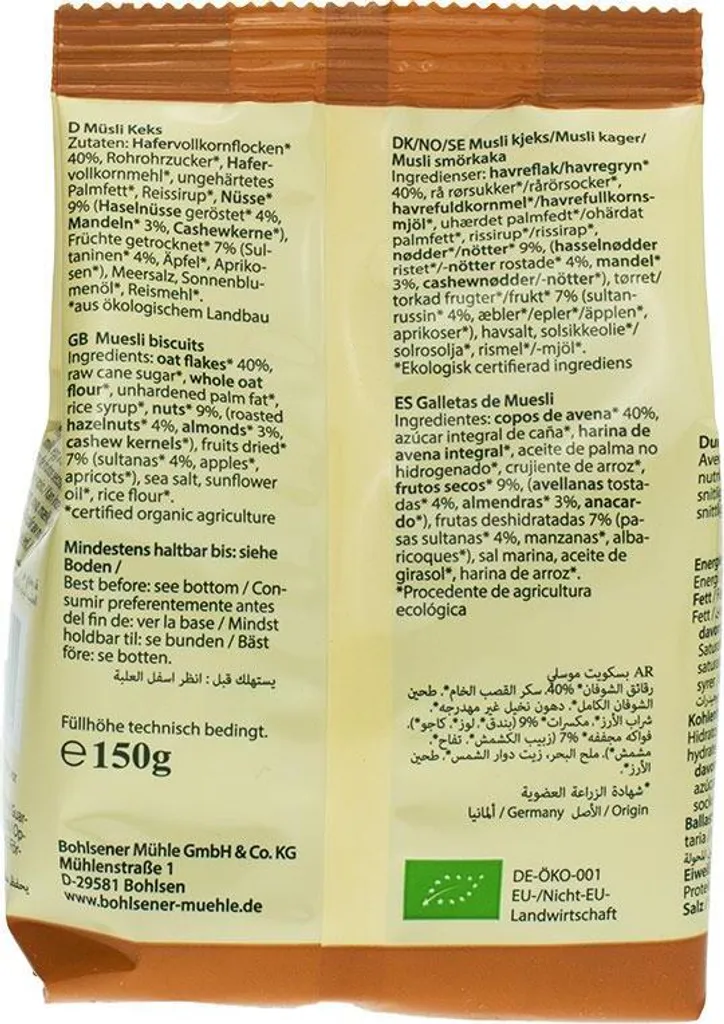 D Müsli Keks
Zutaten: Hafervollkornflocken*
40%, Rohrohrzucker*, Hafer-
vollkornmehl*, ungehärtetes
Palmfett*, Reissirup*, Nüsse*
9% (Haselnüsse geröstet* 4%,
Mandeln* 3%, Cashewkerne*),
Früchte getrocknet* 7% (Sul-
taninen* 4%, Äpfel*, Apriko-
sen*), Meersalz, Sonnenblu-
menöl*, Reismehl*.
*aus ökologischem Landbau
GB Muesli biscuits
Ingredients: oat flakes* 40%,
raw cane sugar*, whole oat
flour*, unhardened palm fat*,
rice syrup*, nuts* 9%, (roasted
hazelnuts* 4%, almonds* 3%,
cashew kernels*), fruits dried*
7% (sultanas* 4%, apples*,
apricots*), sea salt, sunflower
oil*, rice flour*.
*certified organic agriculture
Mindestens haltbar bis: siehe
Boden /
Best before: see bottom / Con-
sumir preferentemente antes
del fin de: ver la base / Mindst
holdbar til: se bunden / Bäst
före: se botten.
يستهلك قبل : انظر اسفل العلبة
Füllhöhe technisch bedingt.
℮150g
Bohlsener Mühle GmbH & Co. KG
Mühlenstraße 1
D-29581 Bohlsen
www.bohlsener-muehle.de
DK/NO/SE Musli kjeks/Musli kager/
Musli smörkaka
Ingredienser: havreflak/havregryn*
40%, rå rørsukker*/rårörsocker*,
havrefuldkornmel*/havrefullkorns-
mjöl*, uhærdet palmfedt*/ohärdat
palmfett*, rissirup*/rissirap*,
nødder*/nötter* 9%, (hasselnødder
ristet*/-nötter rostade* 4%, mandel*
3%, cashewnødder/-nötter*), tørret/
torkad frugter*/frukt* 7% (sultan-
russin* 4%, æbler*/epler*/äpplen*,
aprikoser*), havsalt, solsikkeolie*/
solrosolja*, rismel*/-mjöl*.
*Ekologisk certifierad ingrediens
ES Galletas de Muesli
Ingredientes: copos de avena* 40%,
azúcar integral de caña*, harina de
avena integral*, aceite de palma no
hidrogenado*, crujiente de arroz*,
frutos secos* 9%, (avellanas tosta-
das* 4%, almendras* 3%, anacar-
do*), frutas deshidratadas 7% (pa-
sas sultanas* 4%, manzanas*, alba-
ricoques*), sal marina, aceite de
girasol*, harina de arroz*.
*Procedente de agricultura
ecológica
AR بسكويت موسلي
رقائق الشوفان* 40%. سكر القصب الخام*. طحين
الشوفان الكامل*. دهون نخيل غير مهدرجه*.
شراب الأرز*. مكسرات* 9% (بندق*. لوز*. كاجو*).
فواكه مجففه* 7% (زبيب الكشمش*. تفاح*.
مشمش*). ملح البحر. زيت دوار الشمس*. طحين
الأرز*.
*شهادة الزراعة العضوية
Origin / الأصل Germany / ألمانيا
DE-ÖKO-001
EU-/Nicht-EU-
Landwirtschaft